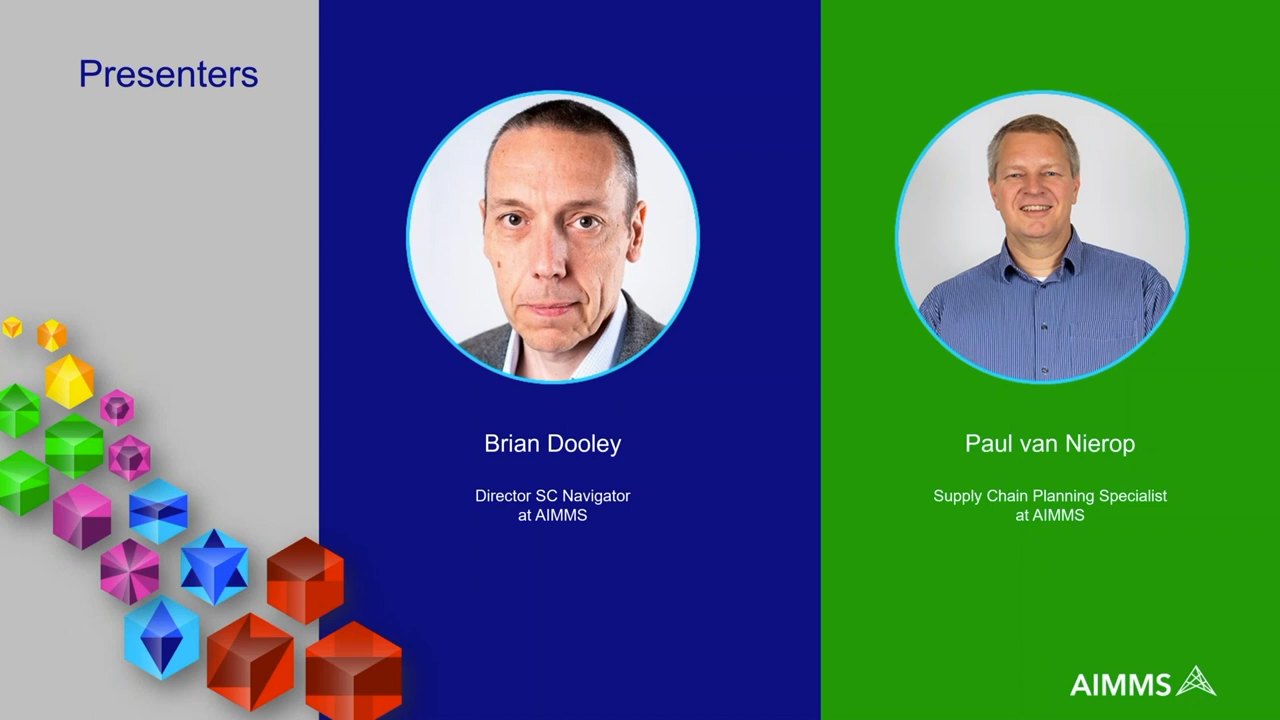 Presenters
Brian Dooley
Director SC Navigator
at AIMMS
Paul van Nierop
Supply Chain Planning Specialist
at AIMMS
AIMMS